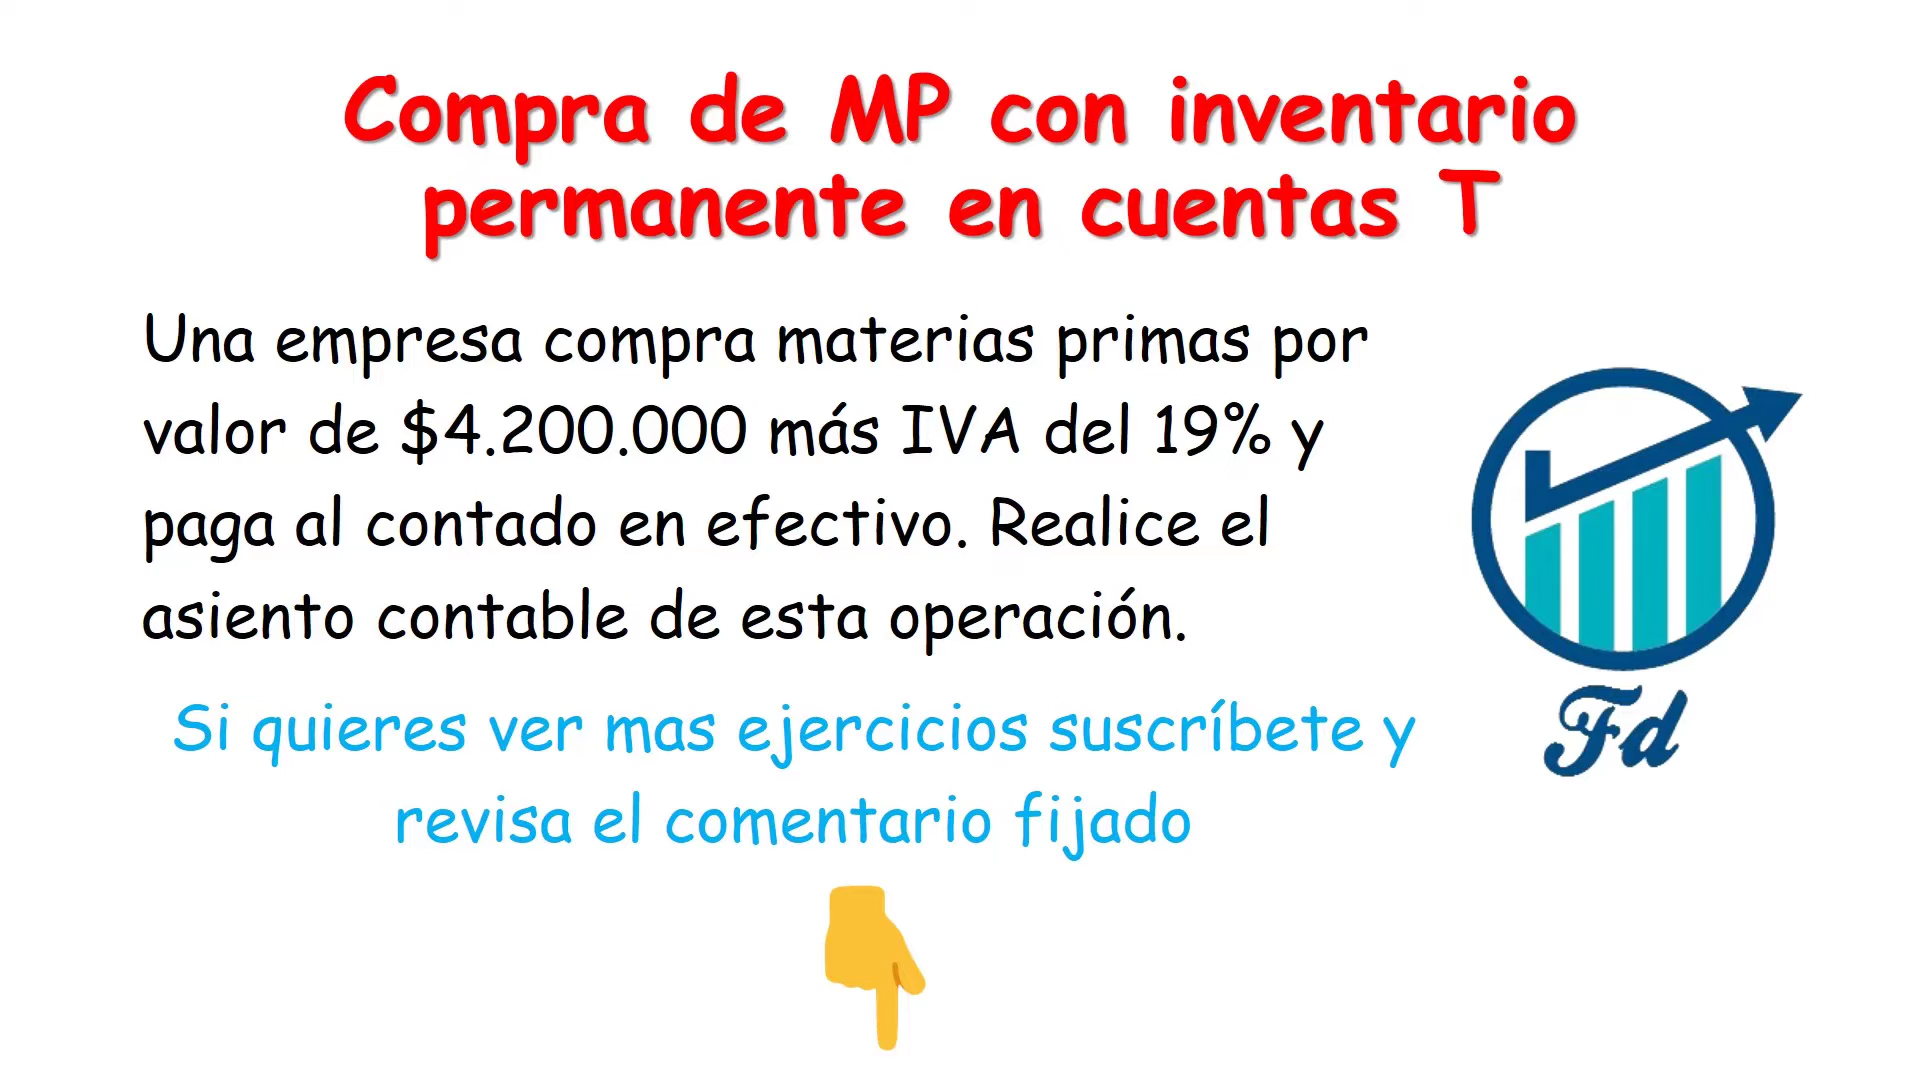 Compra de MP con inventario
permanente en cuentas T
Una empresa compra materias primas por
valor de $4.200.000 más IVA del 19% y
paga al contado en efectivo. Realice el
asiento contable de esta operación.
Si quieres ver mas ejercicios suscríbete y
revisa el comentario fijado
Fd